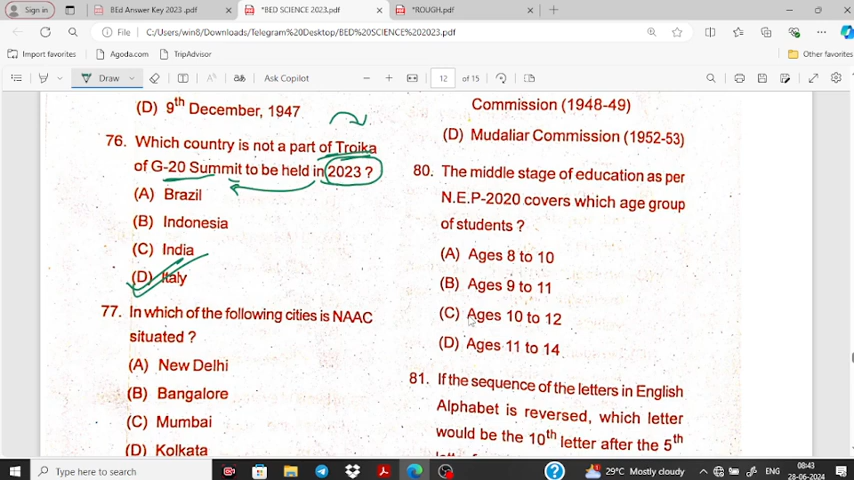 Sign in
BEd Answer Key 2023 .pdf
*BED SCIENCE 2023.pdf
*ROUGH.pdf
File
C:/Users/win8/Downloads/Telegram%20Desktop/BED%20SCIENCE%202023.pdf
Import favorites
Agoda.com
TripAdvisor
Other favorites
Draw
Ask Copilot
12
of 15
(D) 9th December, 1947
76. Which country is not a part of Troika
of G-20 Summit to be held in 2023 ?
(A) Brazil
(B) Indonesia
(C) India
(D) Italy
77. In which of the following cities is NAAC
situated ?
(A) New Delhi
(B) Bangalore
(C) Mumbai
(D) Kolkata
Commission (1948-49)
(D) Mudaliar Commission (1952-53)
80. The middle stage of education as per
N.E.P-2020 covers which age group
of students ?
(A) Ages 8 to 10
(B) Ages 9 to 11
(C) Ages 10 to 12
(D) Ages 11 to 14
81. If the sequence of the letters in English
Alphabet is reversed, which letter
would be the 10th letter after the 5th
Type here to search
29°C Mostly cloudy
ENG
08:43
28-06-2024